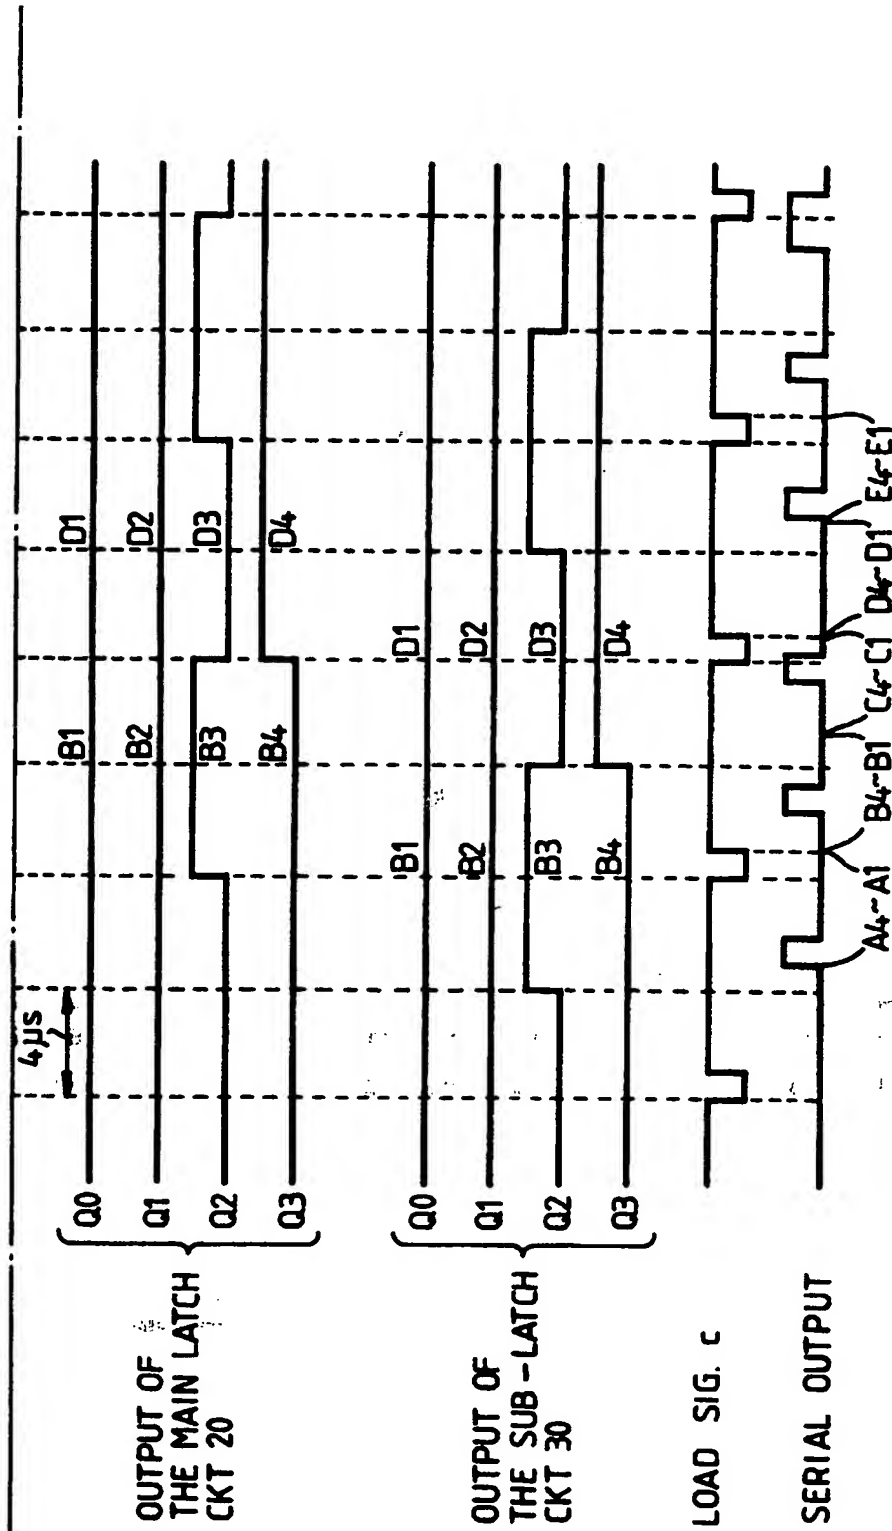 4µs
OUTPUT OF
THE MAIN LATCH
CKT 20
Q0
B1
D1
Q1
B2
D2
Q2
B3
D3
Q3
B4
D4
OUTPUT OF
THE SUB-LATCH
CKT 30
Q0
B1
D1
Q1
B2
D2
Q2
B3
D3
Q3
B4
D4
LOAD SIG. c
SERIAL OUTPUT
A4~A1
B4~B1
C4~C1
D4~D1
E4~E1